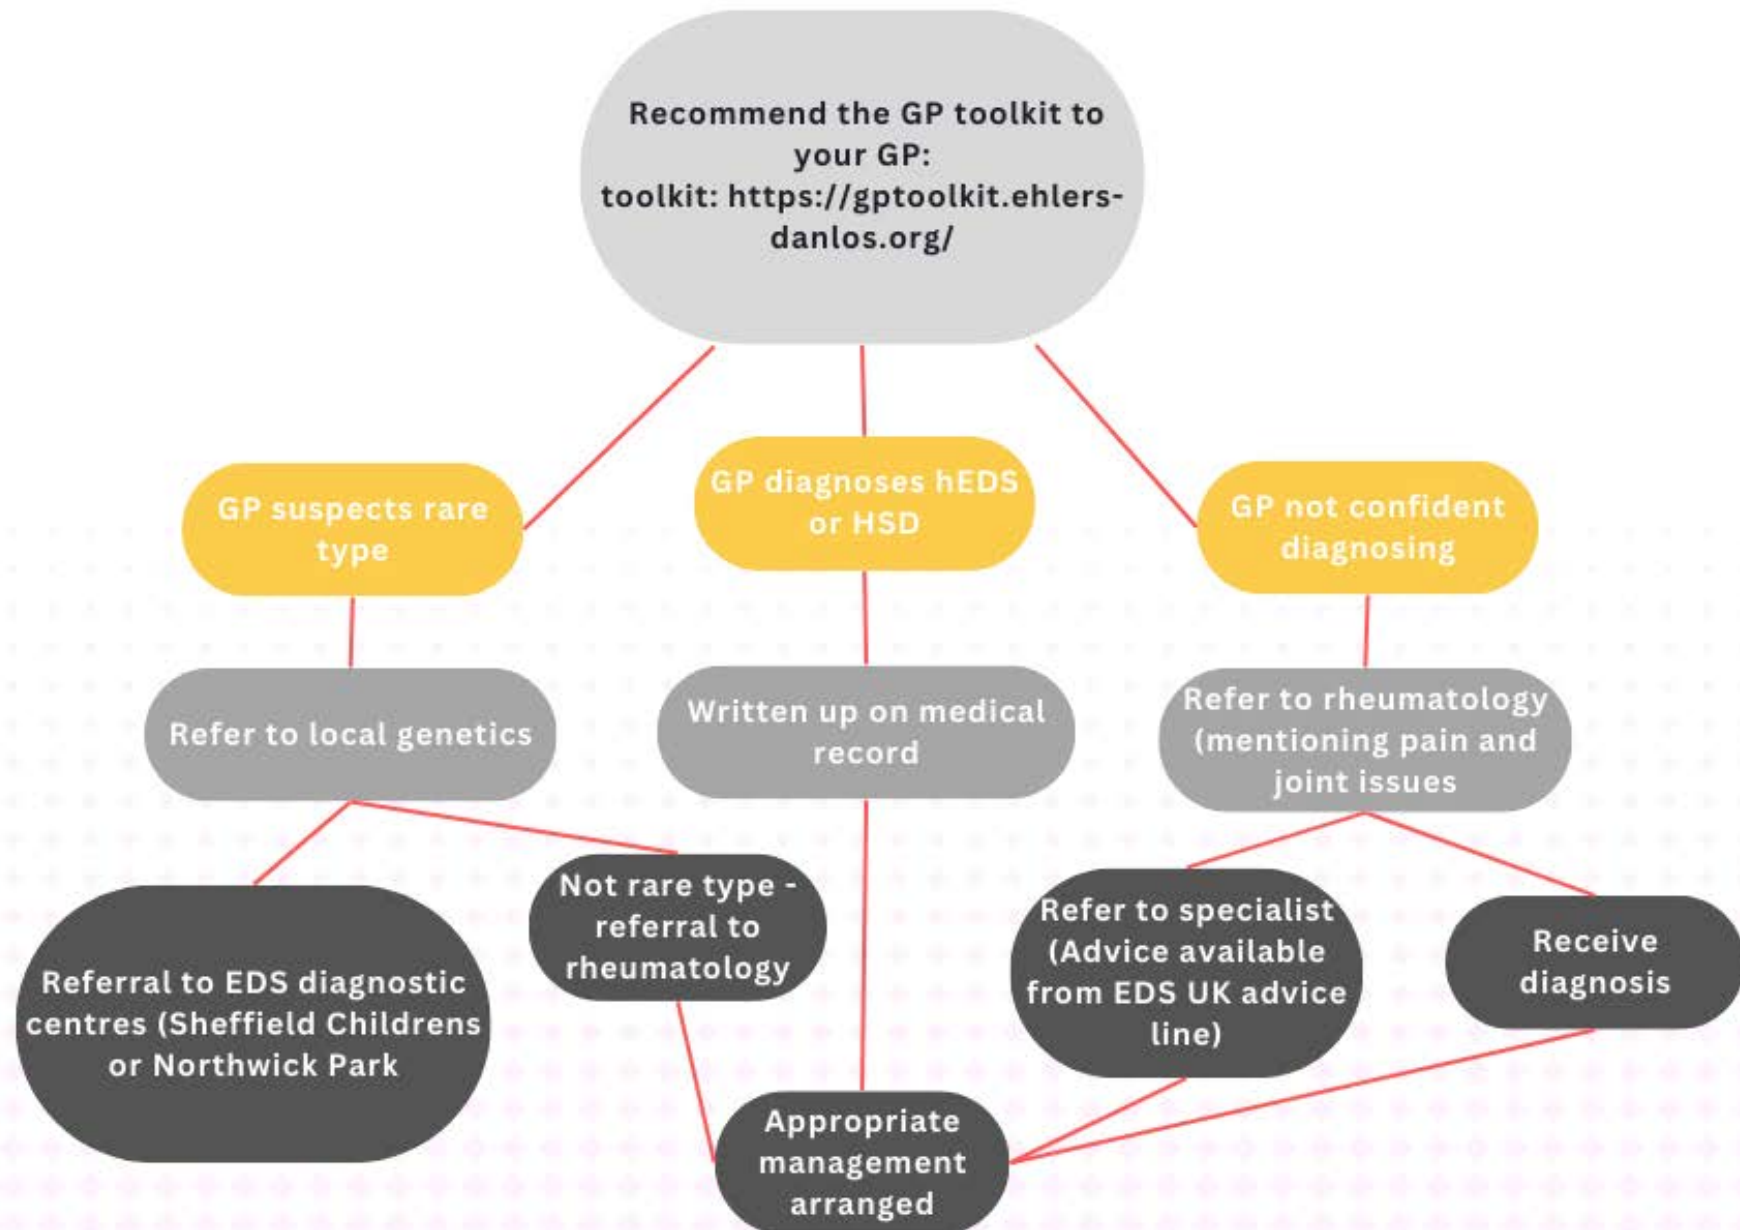 Recommend the GP toolkit to
your GP:
toolkit: https://gptoolkit.ehlers-
danlos.org/
GP suspects rare
type
GP diagnoses hEDS
or HSD
GP not confident
diagnosing
Refer to local genetics
Written up on medical
record
Refer to rheumatology
(mentioning pain and
joint issues
Referral to EDS diagnostic
centres (Sheffield Childrens
or Northwick Park
Not rare type -
referral to
rheumatology
Refer to specialist
(Advice available
from EDS UK advice
line)
Receive
diagnosis
Appropriate
management
arranged